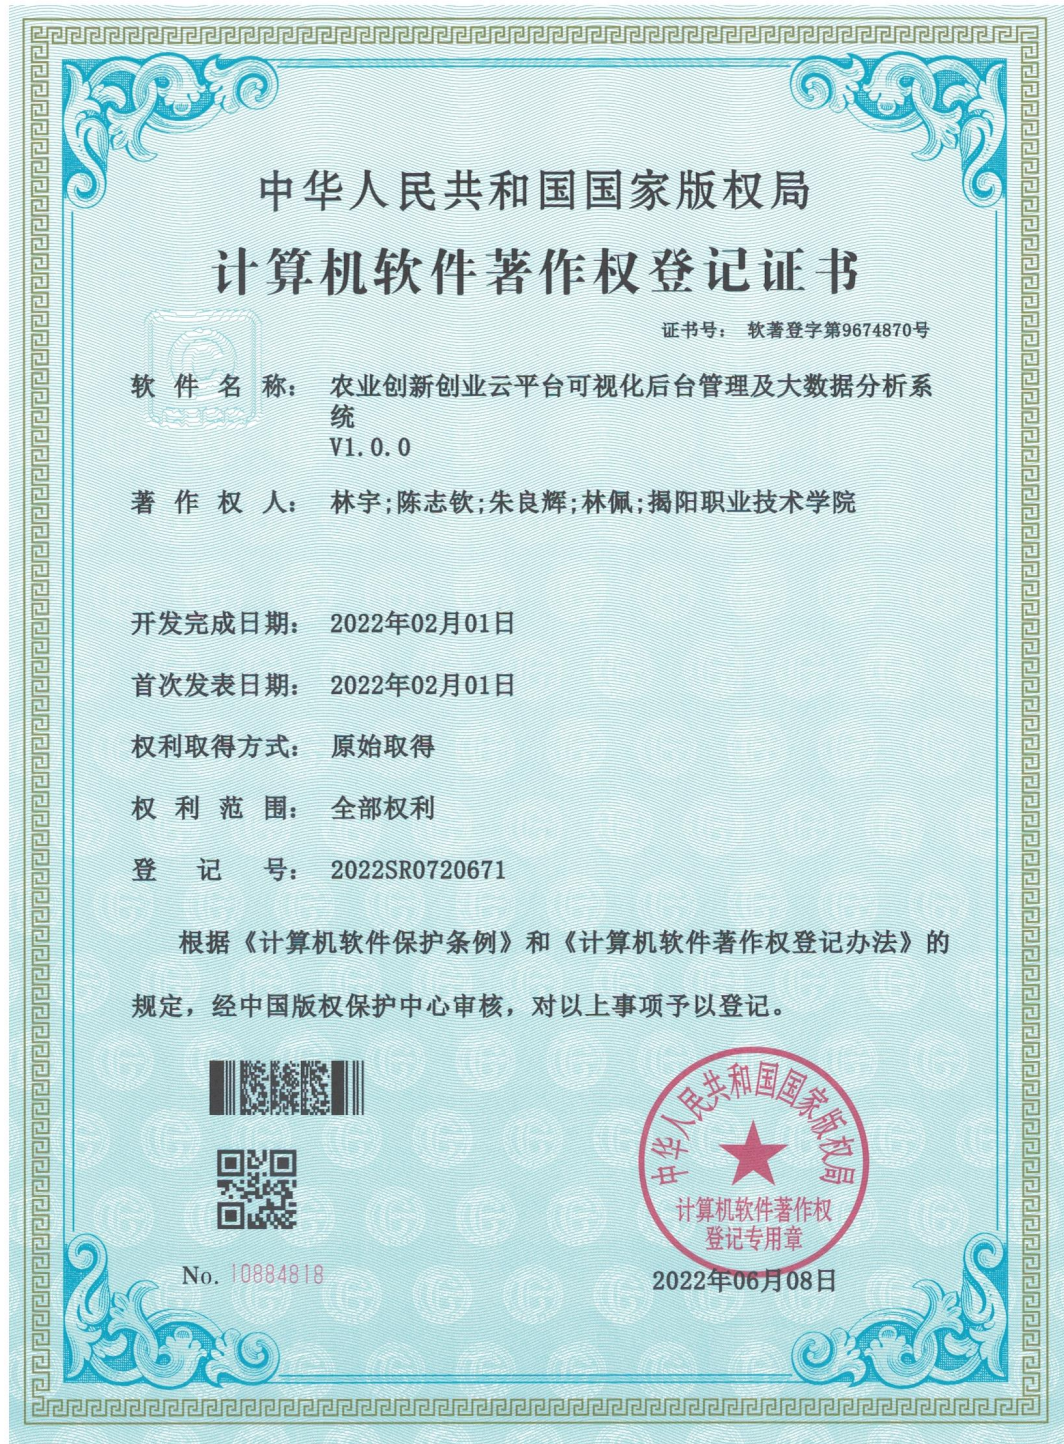 中华人民共和国国家版权局
计算机软件著作权登记证书
证书号： 软著登字第9674870号
软件名称： 农业创新创业云平台可视化后台管理及大数据分析系
统
V1.0.0
著作权人： 林宇;陈志钦;朱良辉;林佩;揭阳职业技术学院
开发完成日期： 2022年02月01日
首次发表日期： 2022年02月01日
权利取得方式： 原始取得
权利范围： 全部权利
登记号： 2022SR0720671
根据《计算机软件保护条例》和《计算机软件著作权登记办法》的
规定，经中国版权保护中心审核，对以上事项予以登记。
中华人民共和国国家版权局
计算机软件著作权
登记专用章
No. 10884818
2022年06月08日